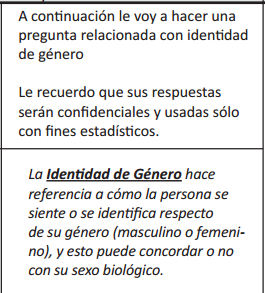 A continuación le voy a hacer una
pregunta relacionada con identidad
de género
Le recuerdo que sus respuestas
serán confidenciales y usadas sólo
con fines estadísticos.
La Identidad de Género hace
referencia a cómo la persona se
siente o se identifica respecto
de su género (masculino o femeni-
no), y esto puede concordar o no
con su sexo biológico.